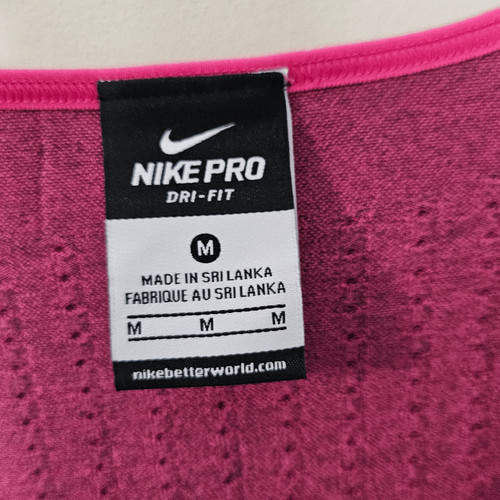 NIKE PRO
DRI-FIT
M
MADE IN SRI LANKA
FABRIQUE AU SRI LANKA
M M M
nikebetterworld.com